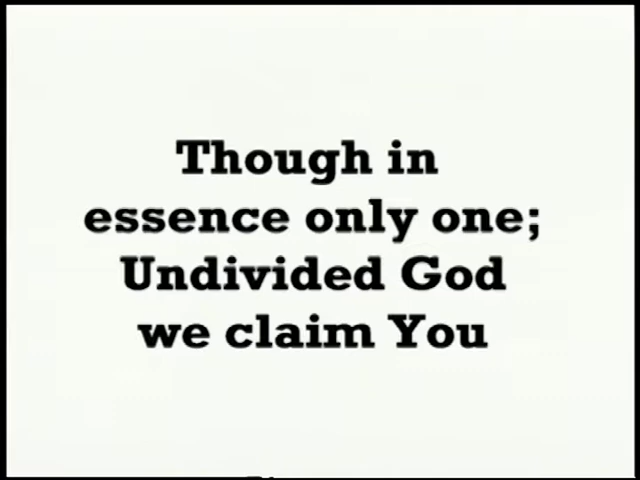 Though in
essence only one;
Undivided God
we claim You